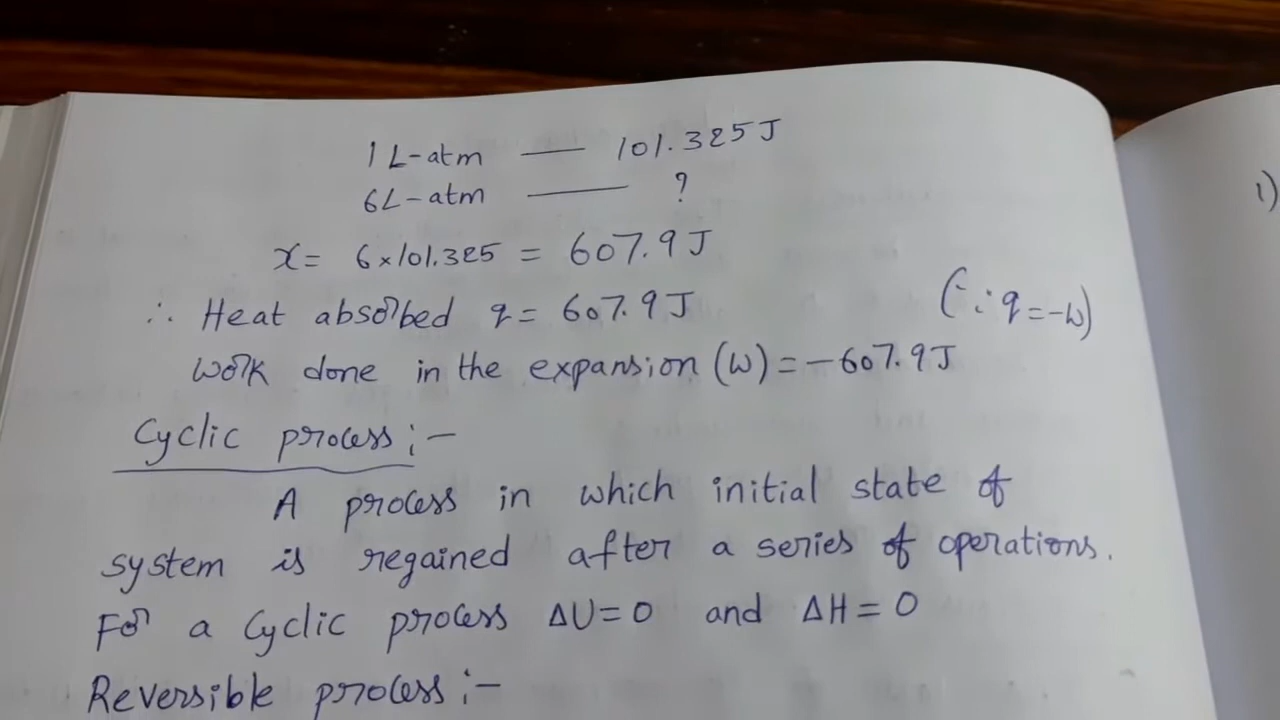 1 L-atm — 101.325 J
6L-atm — ?
x = 6×101.325 = 607.9 J
∴ Heat absorbed q = 607.9 J (∵ q = -w)
work done in the expansion (w) = -607.9 J
Cyclic process :-
A process in which initial state of
system is regained after a series of operations.
For a Cyclic process ΔU=0 and ΔH = 0
Reversible process :-
1)